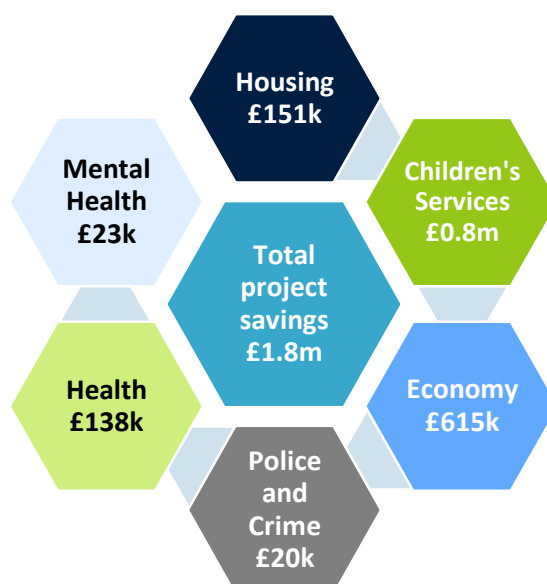 Housing
£151k
Children's
Services
£0.8m
Economy
£615k
Police
and
Crime
£20k
Health
£138k
Mental
Health
£23k
Total
project
savings
£1.8m